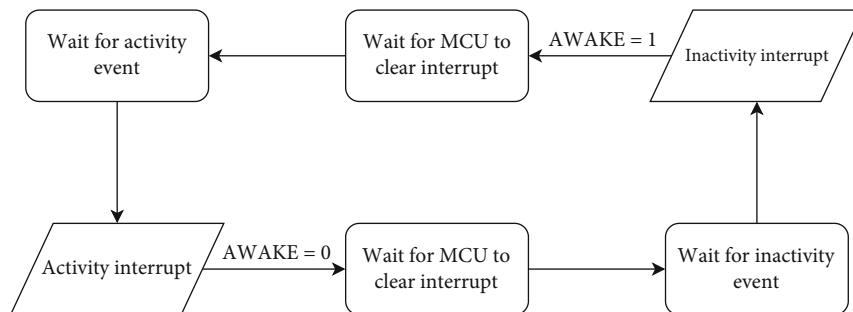 Wait for activity
event
Wait for MCU to
clear interrupt
AWAKE = 1
Inactivity interrupt
Activity interrupt
AWAKE = 0
Wait for MCU to
clear interrupt
Wait for inactivity
event